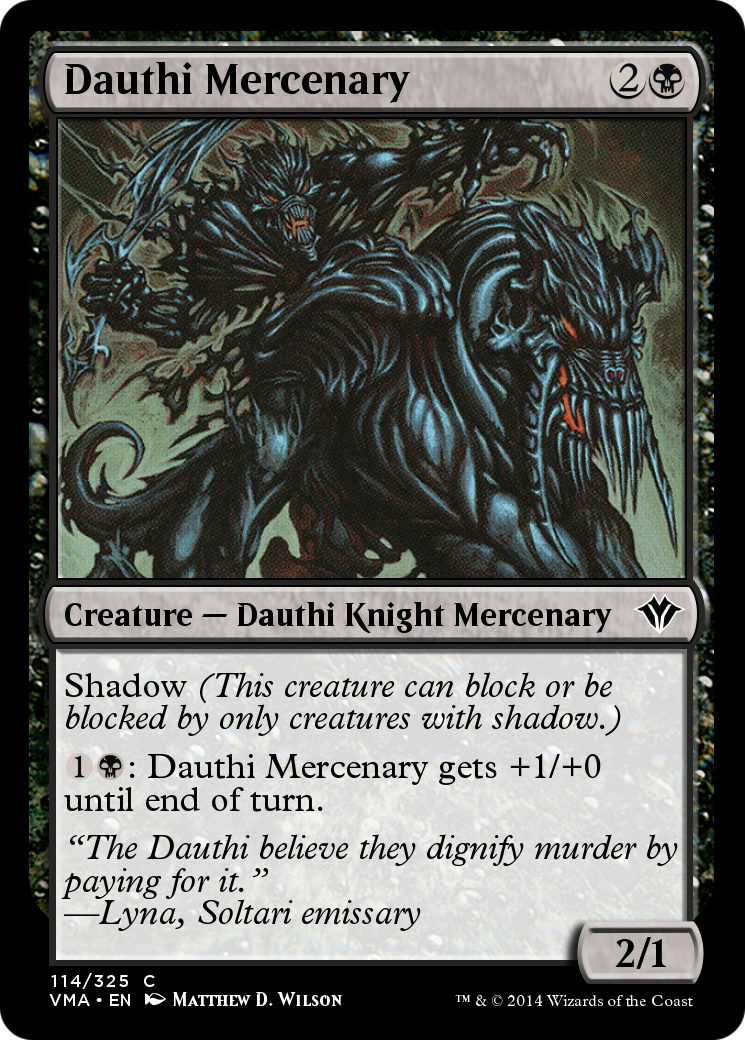 Dauthi Mercenary 2
Creature — Dauthi Knight Mercenary
Shadow (This creature can block or be
blocked by only creatures with shadow.)
1 : Dauthi Mercenary gets +1/+0
until end of turn.
“The Dauthi believe they dignify murder by
paying for it.”
—Lyna, Soltari emissary
2/1
114/325 C
VMA • EN Matthew D. Wilson
™ & © 2014 Wizards of the Coast